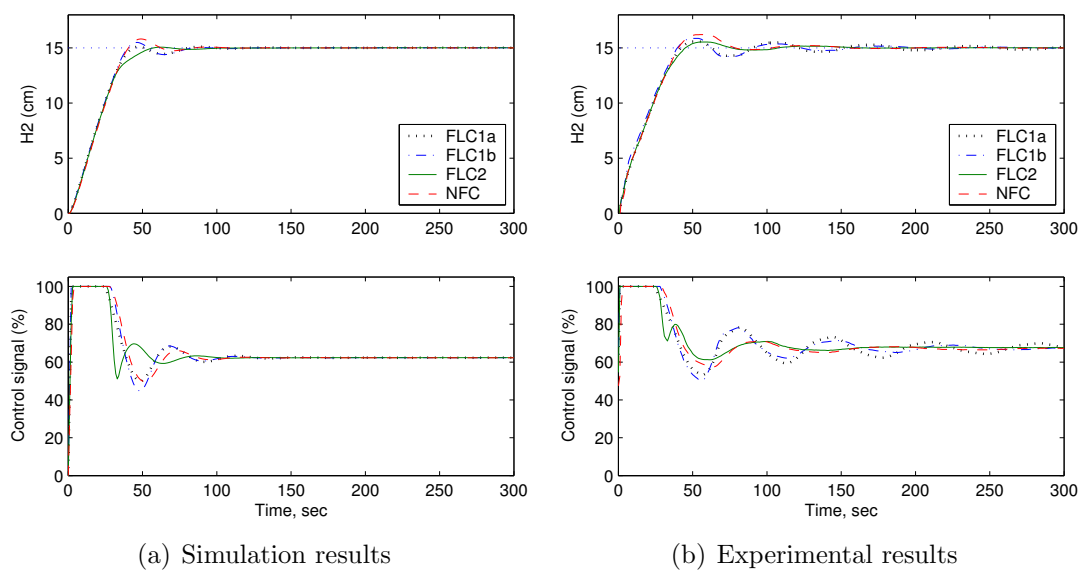 15
10
5
0
H2 (cm)
FLC1a
FLC1b
FLC2
NFC
0 50 100 150 200 250 300
100
80
60
40
20
0
Control signal (%)
0 50 100 150 200 250 300
Time, sec
(a) Simulation results
15
10
5
0
H2 (cm)
FLC1a
FLC1b
FLC2
NFC
0 50 100 150 200 250 300
100
80
60
40
20
0
Control signal (%)
0 50 100 150 200 250 300
Time, sec
(b) Experimental results